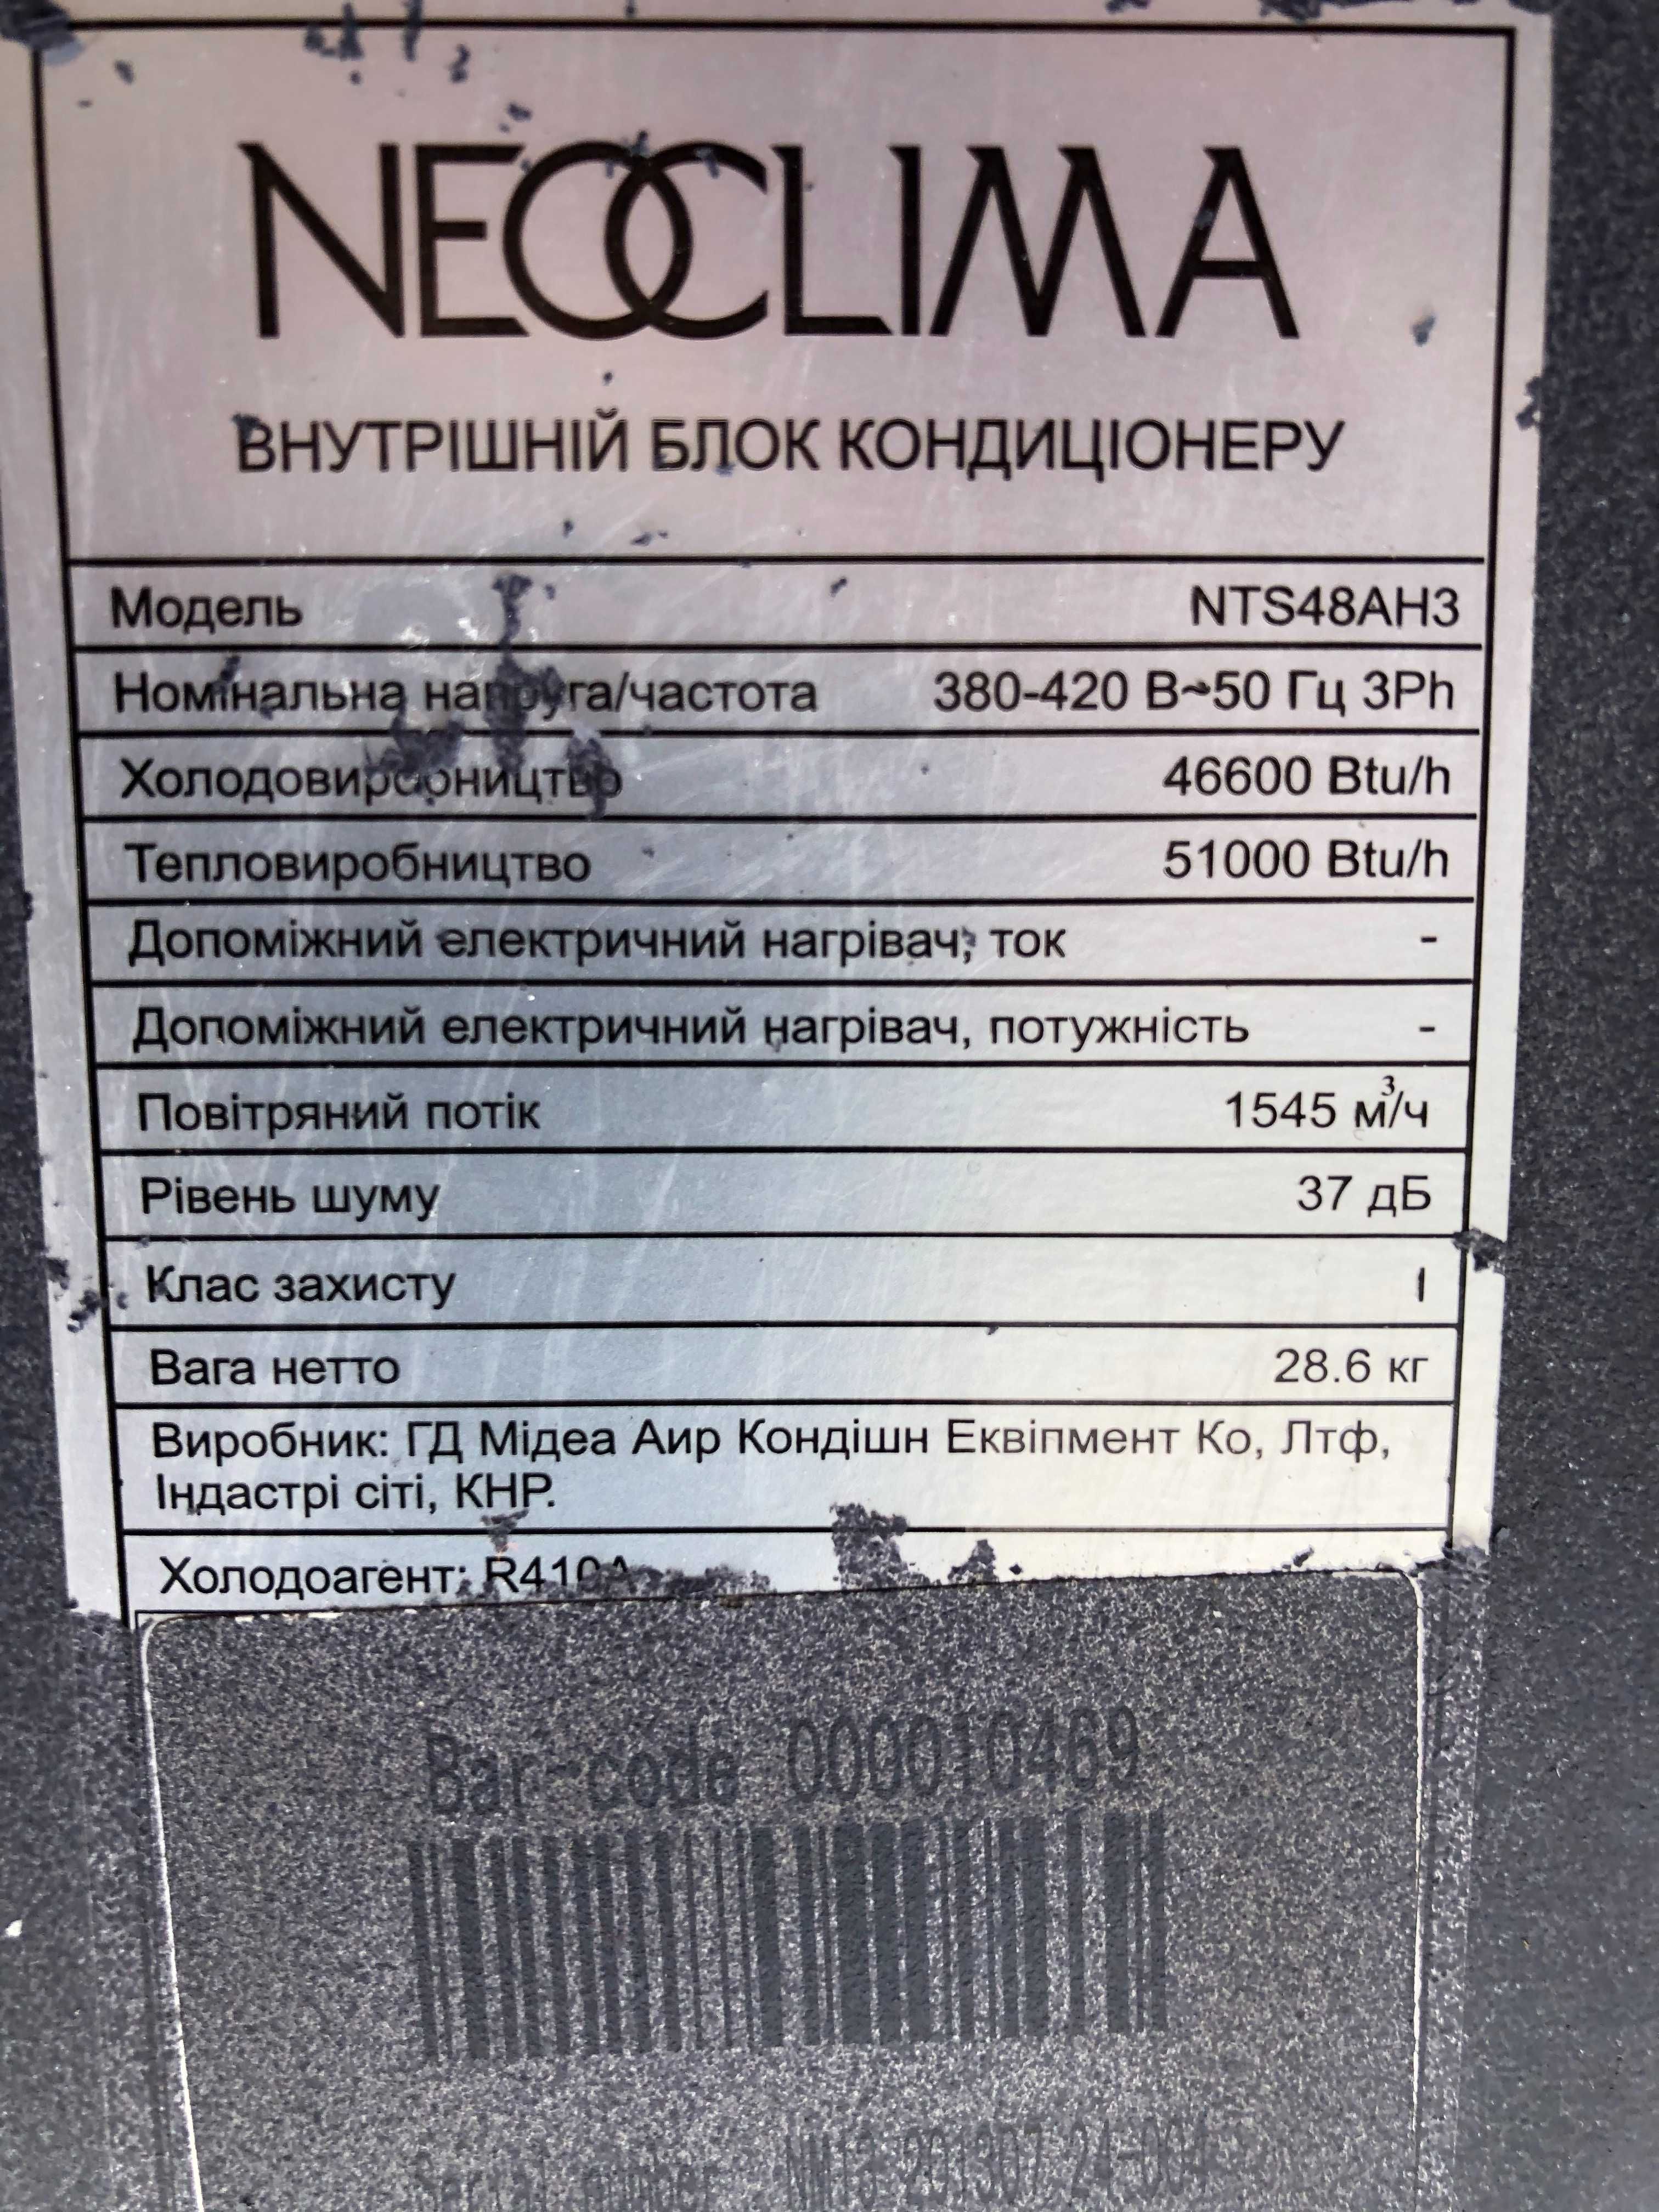 NEOCLIMA
ВНУТРІШНІЙ БЛОК КОНДИЦІОНЕРУ
Модель NTS48AH3
Номінальна напруга/частота 380-420 В~50 Гц 3Ph
Холодовиробництво 46600 Btu/h
Тепловиробництво 51000 Btu/h
Допоміжний електричний нагрівач, ток -
Допоміжний електричний нагрівач, потужність -
Повітряний потік 1545 м³/ч
Рівень шуму 37 дБ
Клас захисту I
Вага нетто 28.6 кг
Виробник: ГД Мідеа Аир Кондішн Еквіпмент Ко, Лтф,
Індастрі сіті, КНР.
Холодоагент: R410A
Bar-code 000010469
Serial number